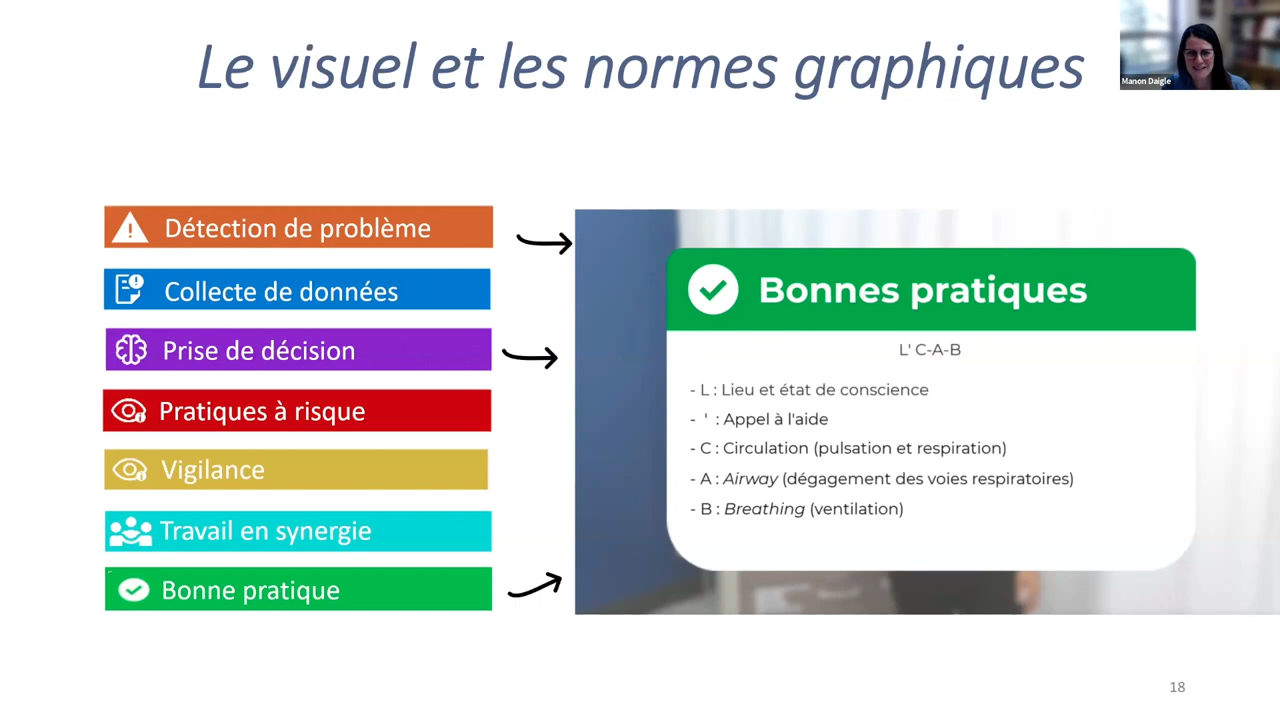 Le visuel et les normes graphiques
Manon Daigle
Détection de problème
Collecte de données
Prise de décision
Pratiques à risque
Vigilance
Travail en synergie
Bonne pratique
Bonnes pratiques
L' C-A-B
- L : Lieu et état de conscience
- ' : Appel à l'aide
- C : Circulation (pulsation et respiration)
- A : Airway (dégagement des voies respiratoires)
- B : Breathing (ventilation)
18